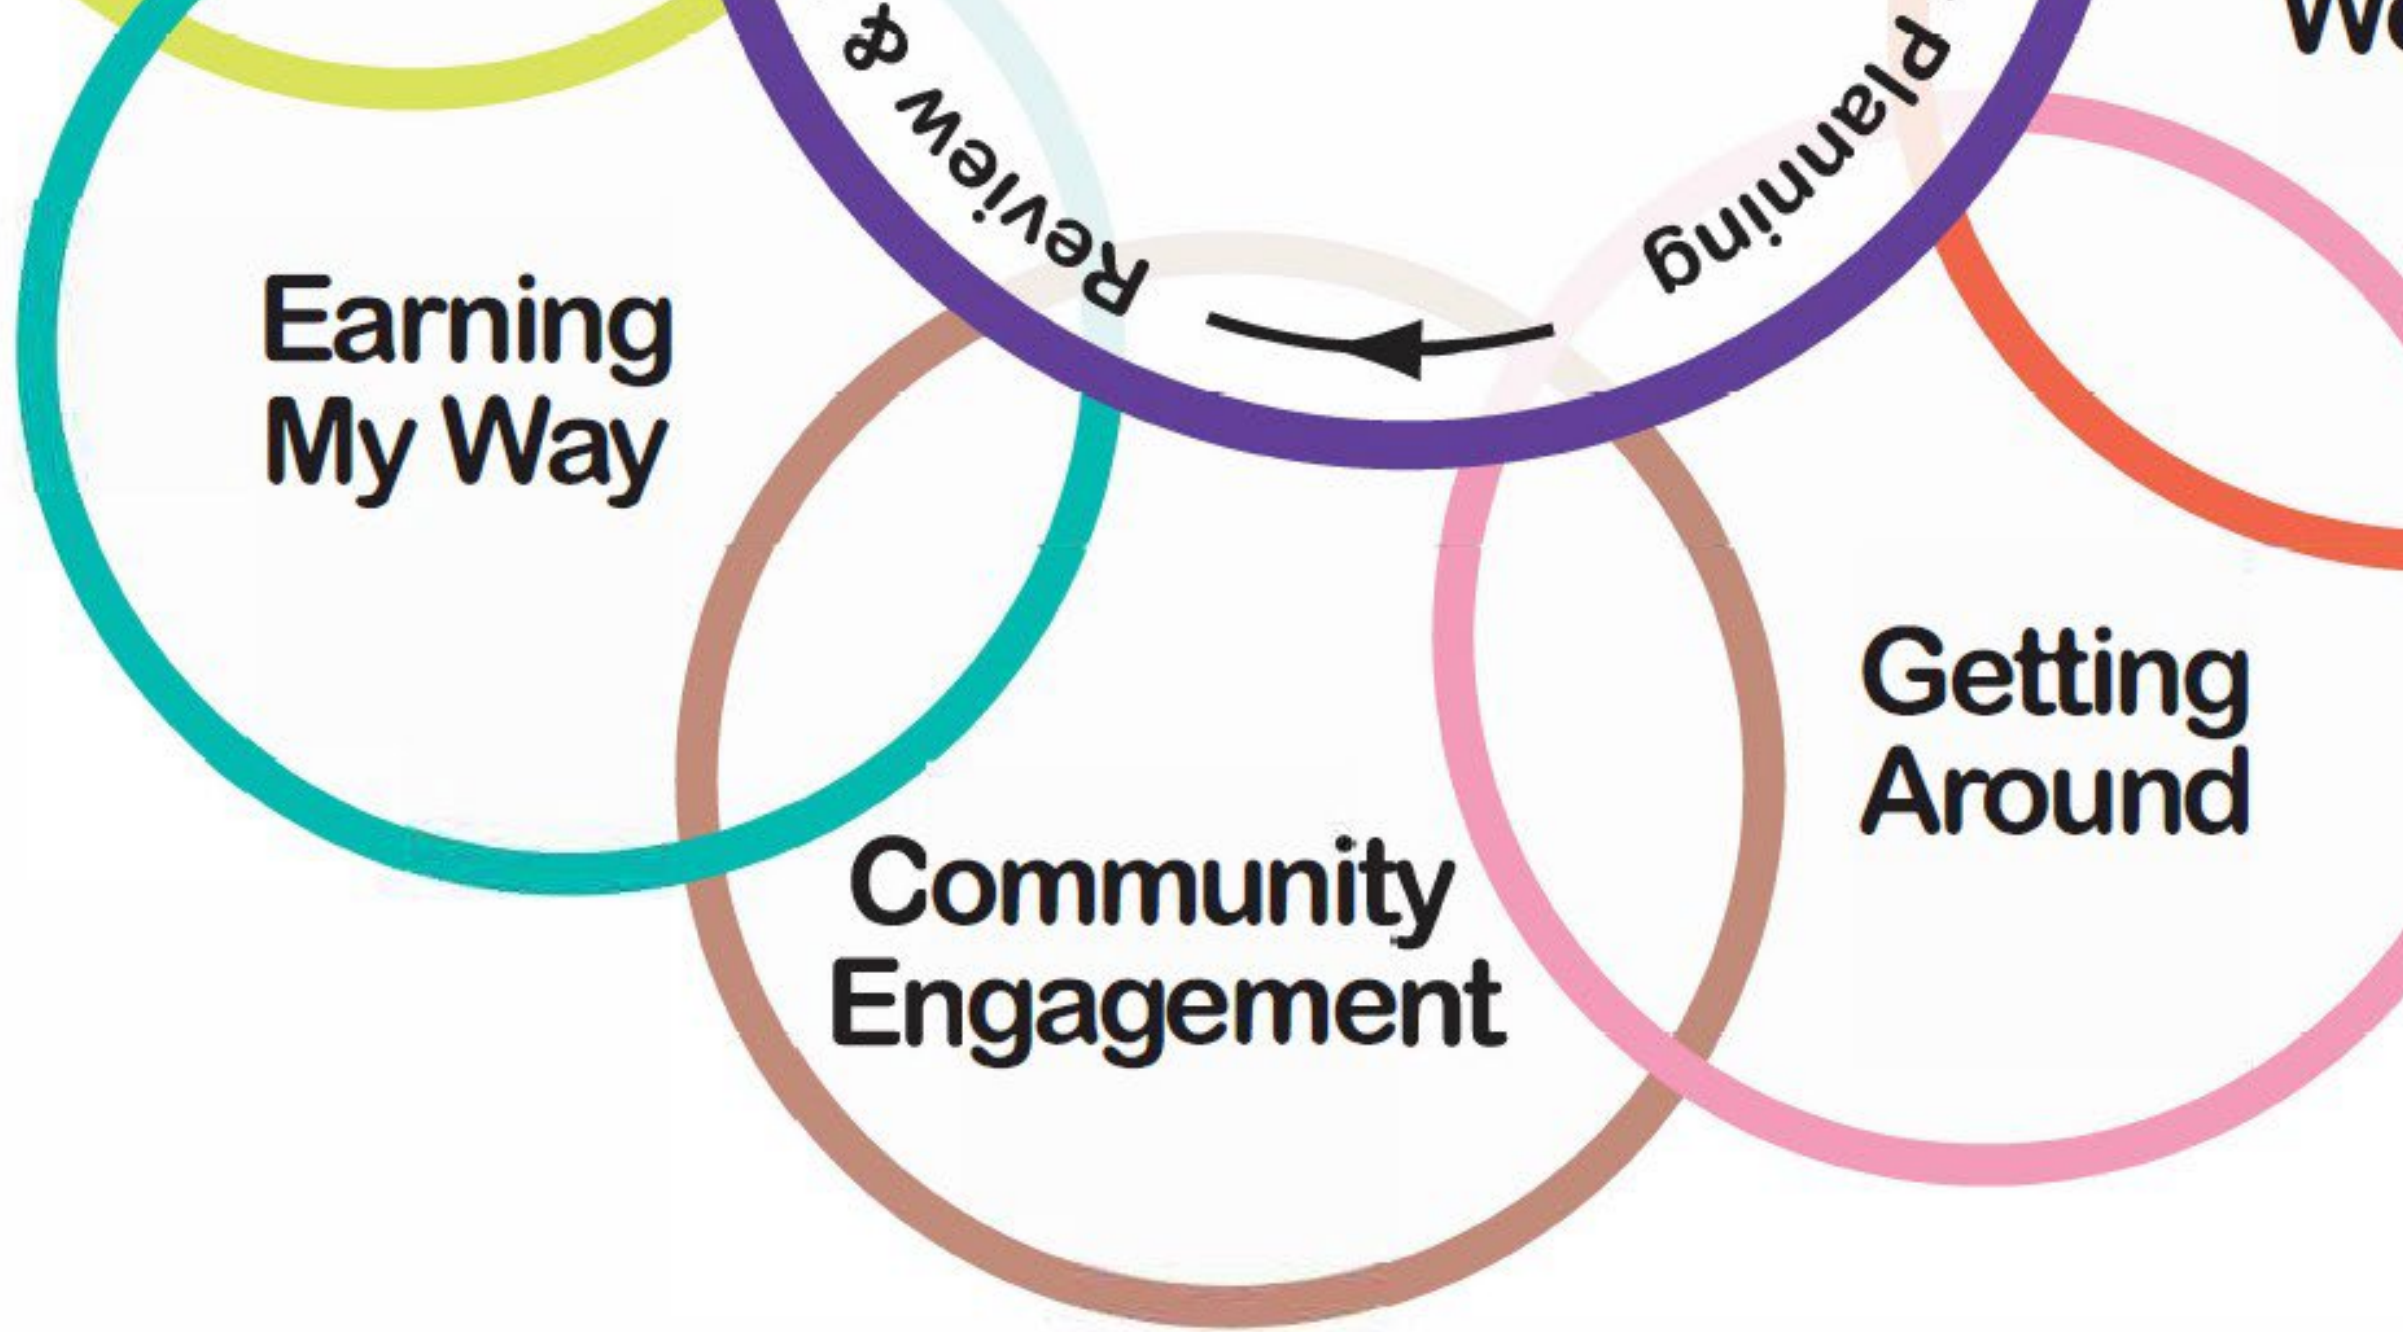 Planning
Review &
Earning
My Way
Getting
Around
Community
Engagement